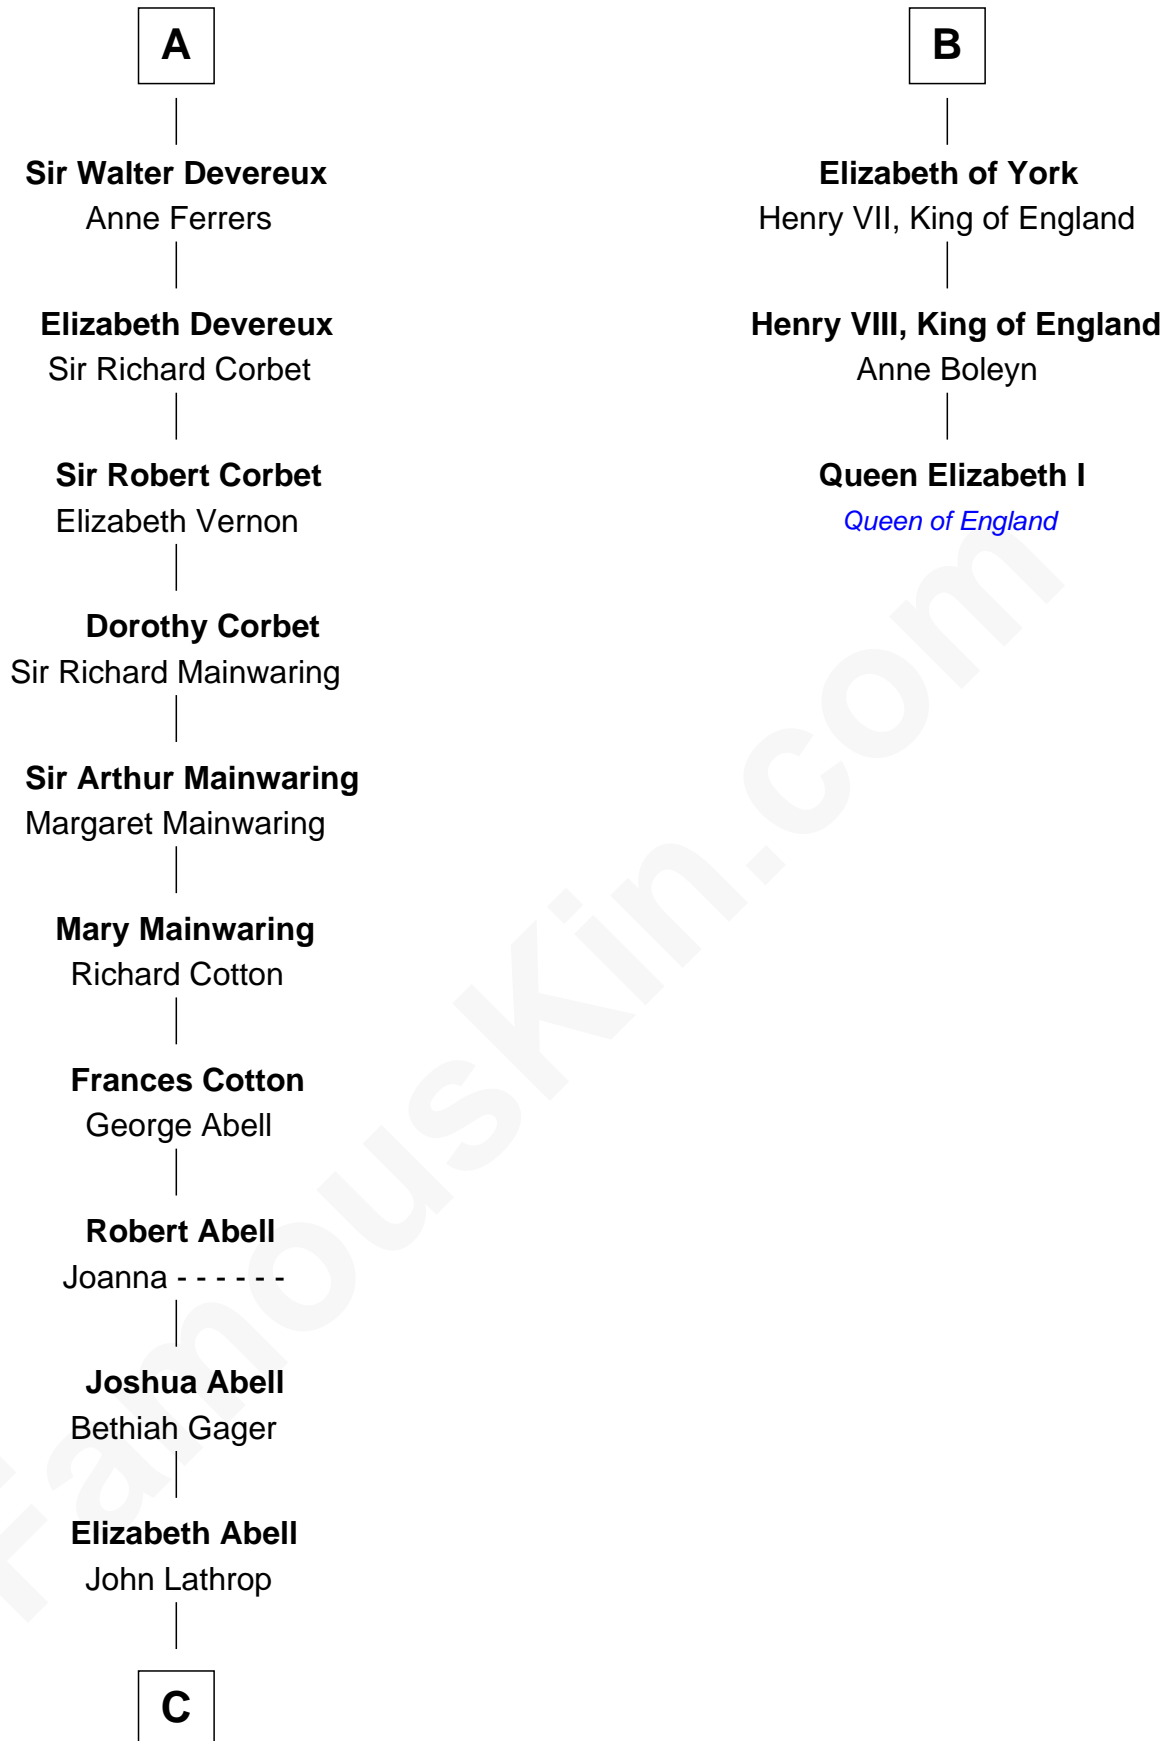 A
Sir Walter Devereux
Anne Ferrers
Elizabeth Devereux
Sir Richard Corbet
Sir Robert Corbet
Elizabeth Vernon
Dorothy Corbet
Sir Richard Mainwaring
Sir Arthur Mainwaring
Margaret Mainwaring
Mary Mainwaring
Richard Cotton
Frances Cotton
George Abell
Robert Abell
Joanna - - - - - -
Joshua Abell
Bethiah Gager
Elizabeth Abell
John Lathrop
C
B
Elizabeth of York
Henry VII, King of England
Henry VIII, King of England
Anne Boleyn
Queen Elizabeth I
Queen of England
FamousKin.com